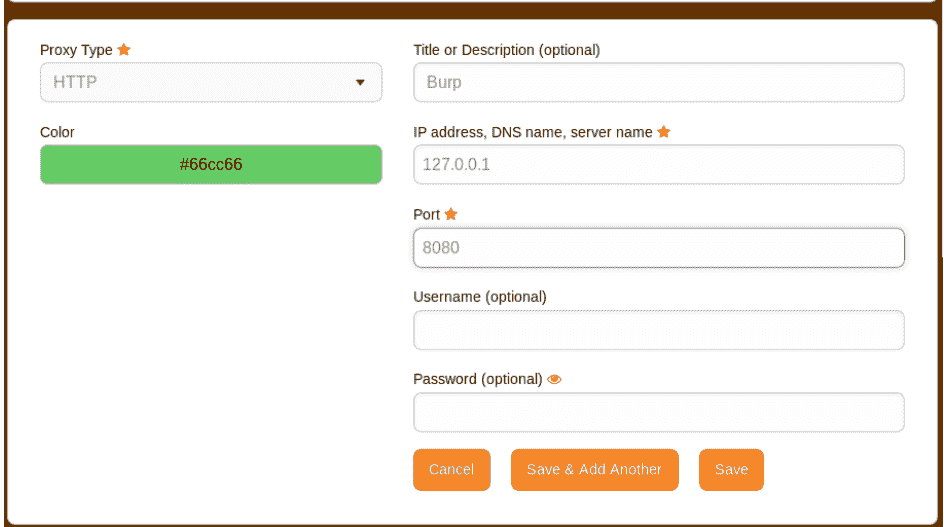 Proxy Type
HTTP
Color
#66cc66
Title or Description (optional)
Burp
IP address, DNS name, server name
127.0.0.1
Port
8080
Username (optional)
Password (optional)
Cancel
Save & Add Another
Save